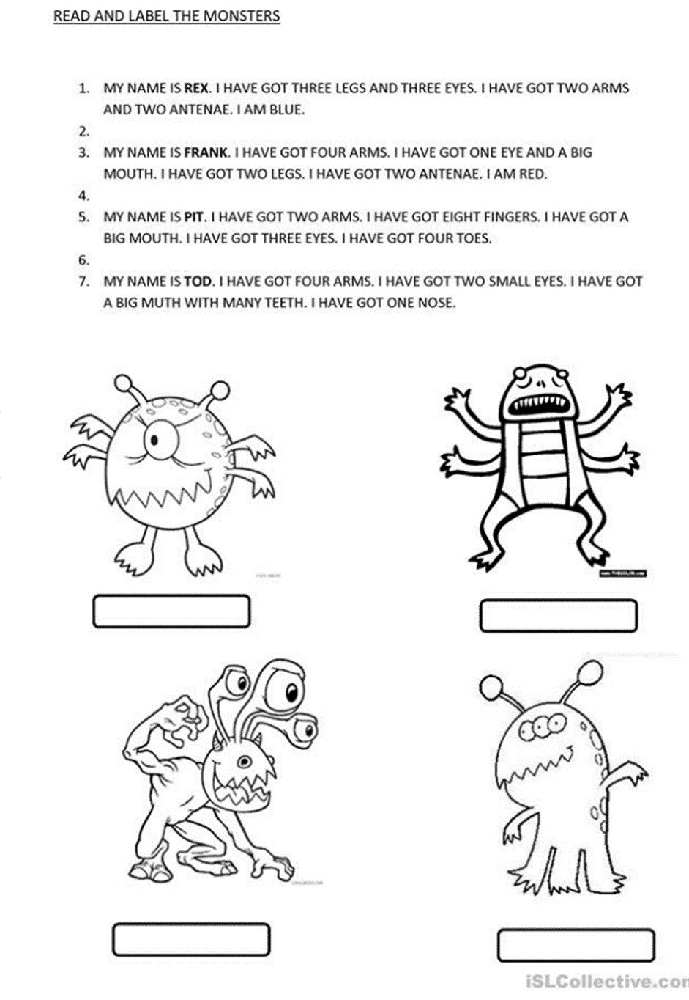 READ AND LABEL THE MONSTERS
1. MY NAME IS REX. I HAVE GOT THREE LEGS AND THREE EYES. I HAVE GOT TWO ARMS
AND TWO ANTENAE. I AM BLUE.
2.
3. MY NAME IS FRANK. I HAVE GOT FOUR ARMS. I HAVE GOT ONE EYE AND A BIG
MOUTH. I HAVE GOT TWO LEGS. I HAVE GOT TWO ANTENAE. I AM RED.
4.
5. MY NAME IS PIT. I HAVE GOT TWO ARMS. I HAVE GOT EIGHT FINGERS. I HAVE GOT A
BIG MOUTH. I HAVE GOT THREE EYES. I HAVE GOT FOUR TOES.
6.
7. MY NAME IS TOD. I HAVE GOT FOUR ARMS. I HAVE GOT TWO SMALL EYES. I HAVE GOT
A BIG MUTH WITH MANY TEETH. I HAVE GOT ONE NOSE.
www.THECOLOR.com
iSLCollective.com